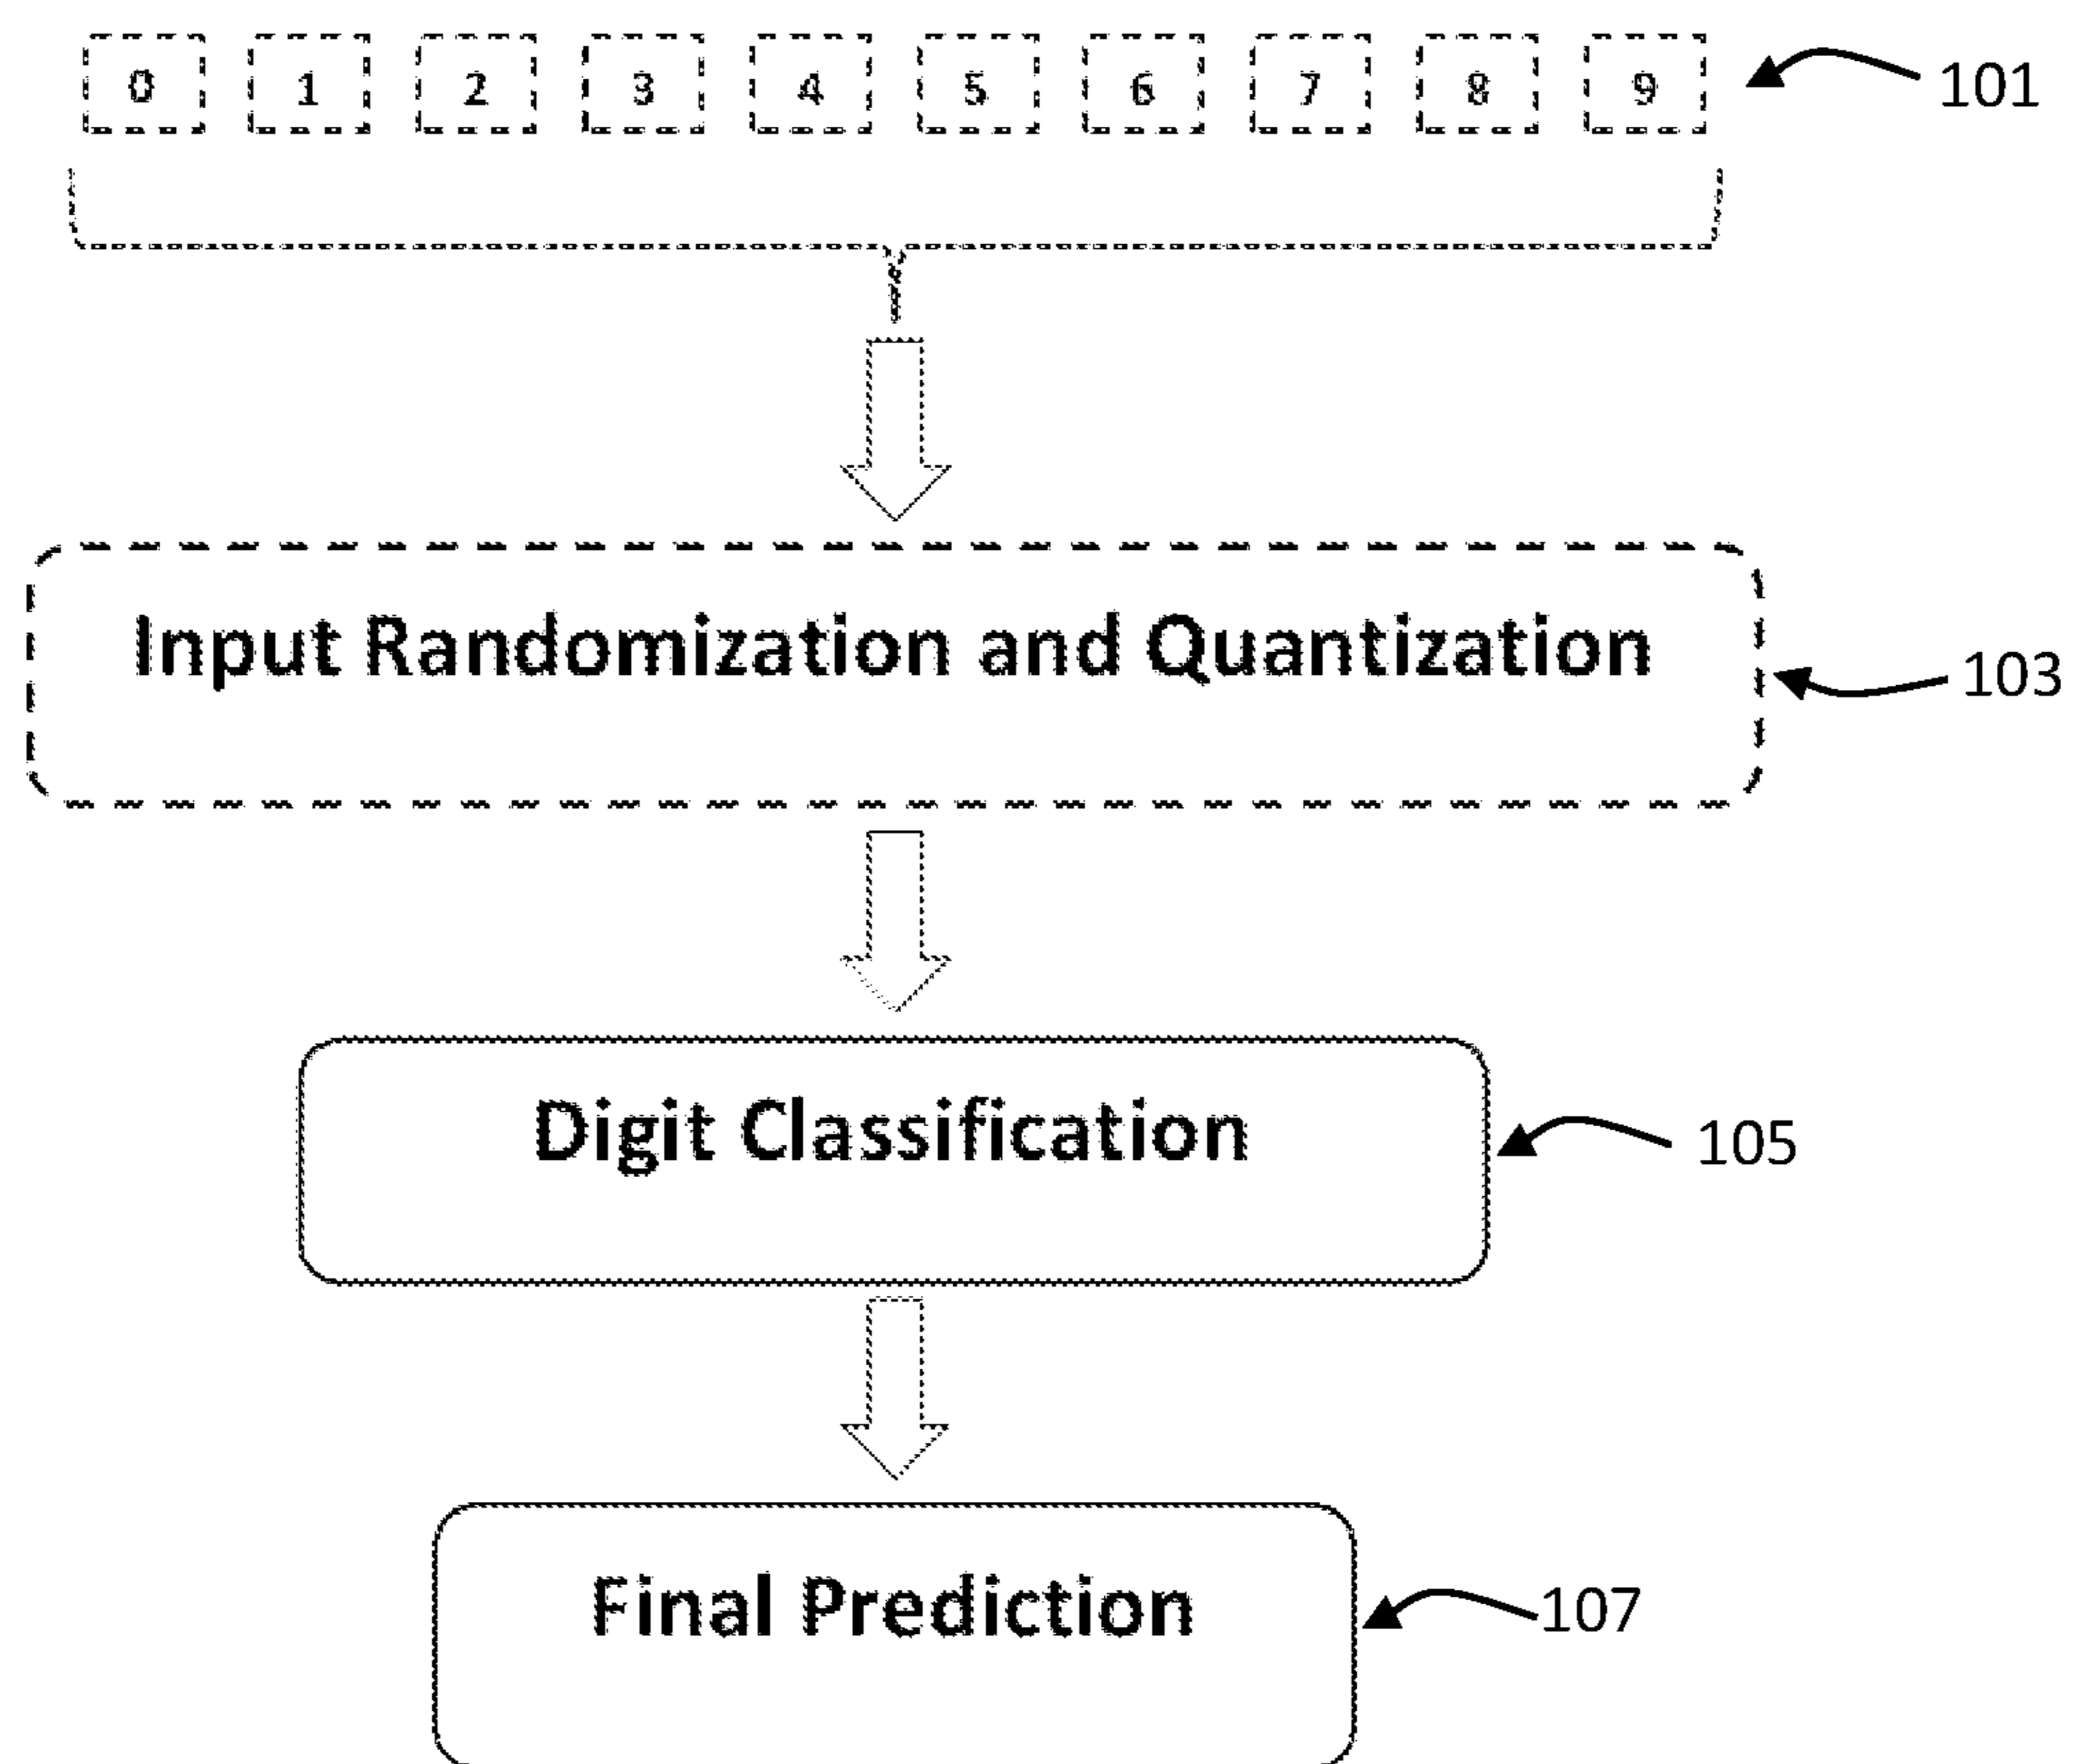 0 1 2 3 4 5 6 7 8 9 101
Input Randomization and Quantization 103
Digit Classification 105
Final Prediction 107